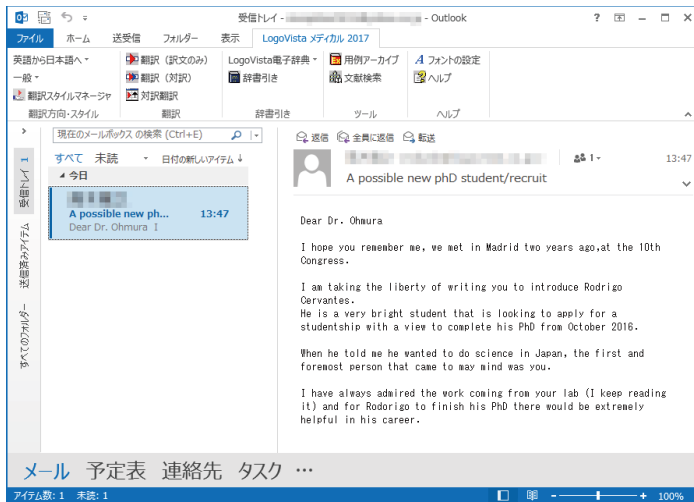 受信トレイ - - Outlook
ファイル ホーム 送受信 フォルダー 表示 LogoVista メディカル 2017
英語から日本語へ
一般
翻訳スタイルマネージャ
翻訳（訳文のみ）
翻訳（対訳）
対訳翻訳
LogoVista電子辞典
辞書引き
用例アーカイブ
文献検索
A フォントの設定
ヘルプ
翻訳方向・スタイル 翻訳 辞書引き ツール ヘルプ
現在のメールボックス の検索 (Ctrl+E)
すべて 未読 日付の新しいアイテム ↓
今日
A possible new ph... 13:47
Dear Dr. Ohmura I
受信トレイ 1
送信済みアイテム
すべてのフォルダー
返信 全員に返信 転送
1 13:47
A possible new phD student/recruit
Dear Dr. Ohmura
I hope you remember me, we met in Madrid two years ago,at the 10th
Congress.
I am taking the liberty of writing you to introduce Rodrigo
Cervantes.
He is a very bright student that is looking to apply for a
studentship with a view to complete his PhD from October 2016.
When he told me he wanted to do science in Japan, the first and
foremost person that came to may mind was you.
I have always admired the work coming from your lab (I keep reading
it) and for Rodorigo to finish his PhD there would be extremely
helpful in his career.
メール 予定表 連絡先 タスク ···
アイテム数: 1 未読: 1 100%